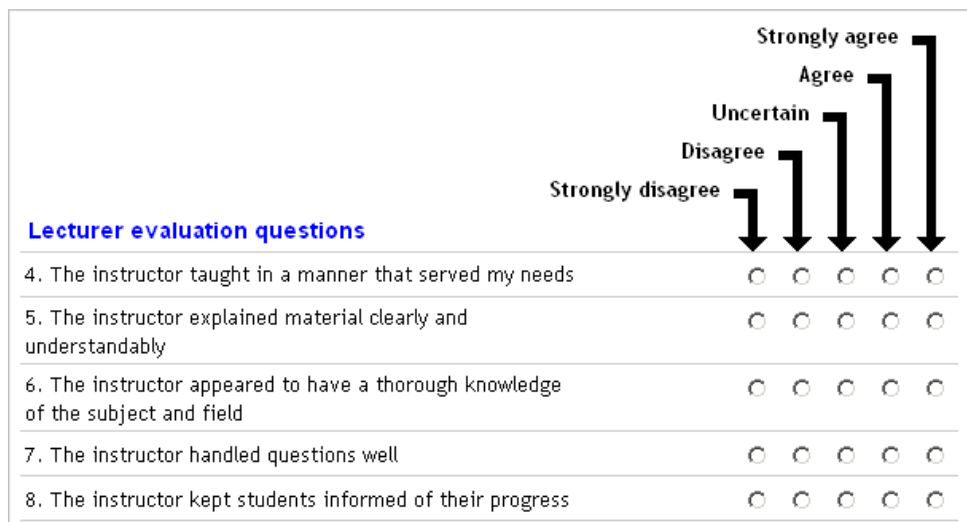 Strongly agree
Agree
Uncertain
Disagree
Strongly disagree
Lecturer evaluation questions
4. The instructor taught in a manner that served my needs
5. The instructor explained material clearly and
understandably
6. The instructor appeared to have a thorough knowledge
of the subject and field
7. The instructor handled questions well
8. The instructor kept students informed of their progress